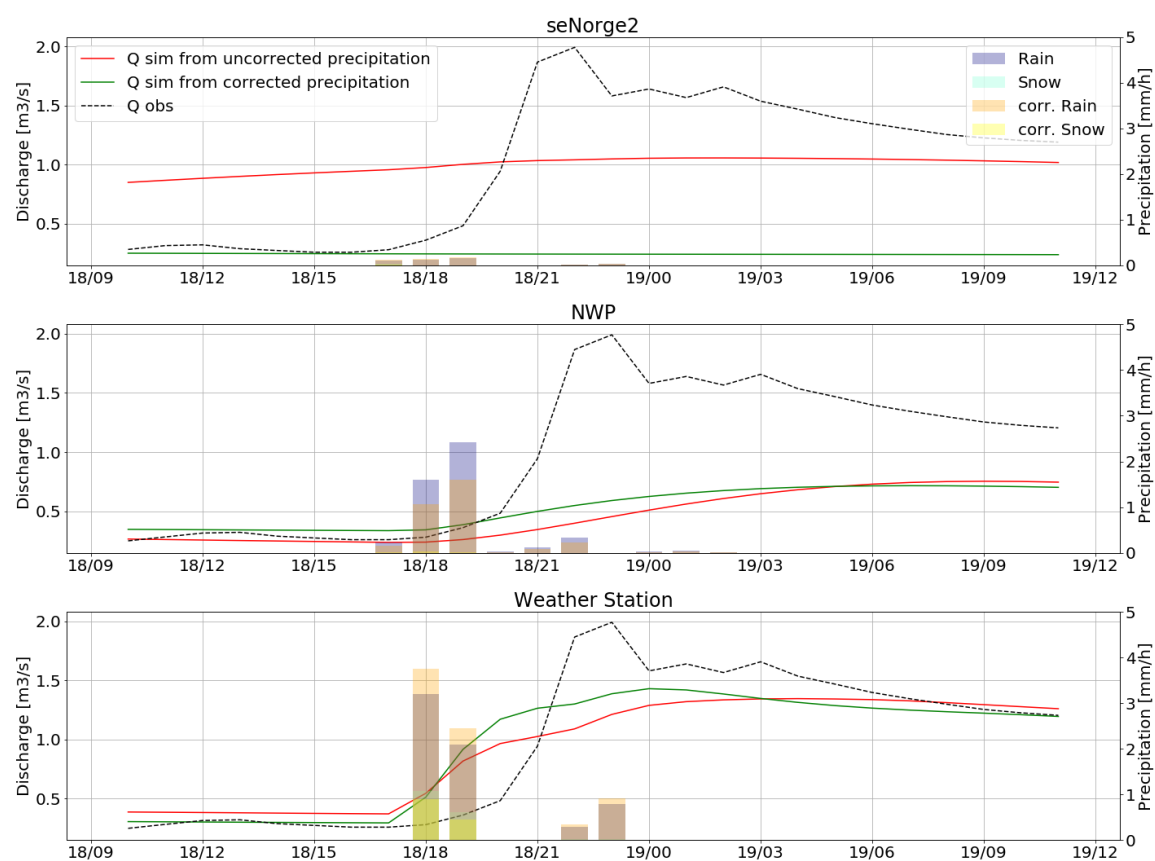 seNorge2
Q sim from uncorrected precipitation
Q sim from corrected precipitation
Q obs
Rain
Snow
corr. Rain
corr. Snow
Discharge [m3/s]
2.0
1.5
1.0
0.5
Precipitation [mm/h]
5
4
3
2
1
0
18/09 18/12 18/15 18/18 18/21 19/00 19/03 19/06 19/09 19/12
NWP
Discharge [m3/s]
2.0
1.5
1.0
0.5
Precipitation [mm/h]
5
4
3
2
1
0
18/09 18/12 18/15 18/18 18/21 19/00 19/03 19/06 19/09 19/12
Weather Station
Discharge [m3/s]
2.0
1.5
1.0
0.5
Precipitation [mm/h]
5
4
3
2
1
0
18/09 18/12 18/15 18/18 18/21 19/00 19/03 19/06 19/09 19/12